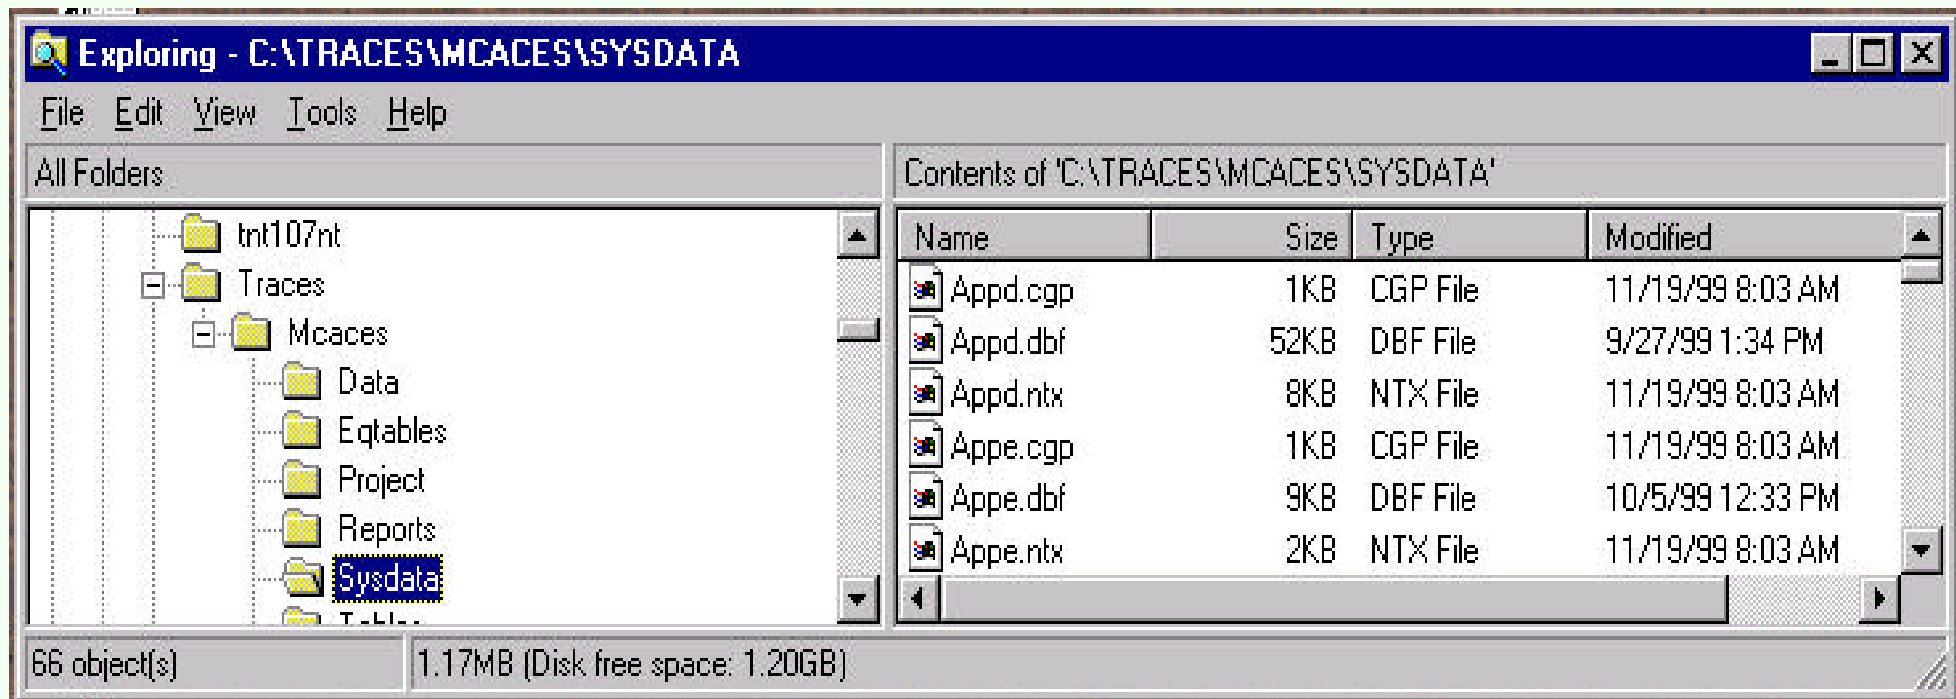 Exploring - C:\TRACES\MCACES\SYSDATA
File Edit View Tools Help
All Folders
Contents of 'C:\TRACES\MCACES\SYSDATA'
tnt107nt
Traces
Mcaces
Data
Eqtables
Project
Reports
Sysdata
Tables
Name Size Type Modified
Appd.cgp 1KB CGP File 11/19/99 8:03 AM
Appd.dbf 52KB DBF File 9/27/99 1:34 PM
Appd.ntx 8KB NTX File 11/19/99 8:03 AM
Appe.cgp 1KB CGP File 11/19/99 8:03 AM
Appe.dbf 9KB DBF File 10/5/99 12:33 PM
Appe.ntx 2KB NTX File 11/19/99 8:03 AM
66 object(s)
1.17MB (Disk free space: 1.20GB)